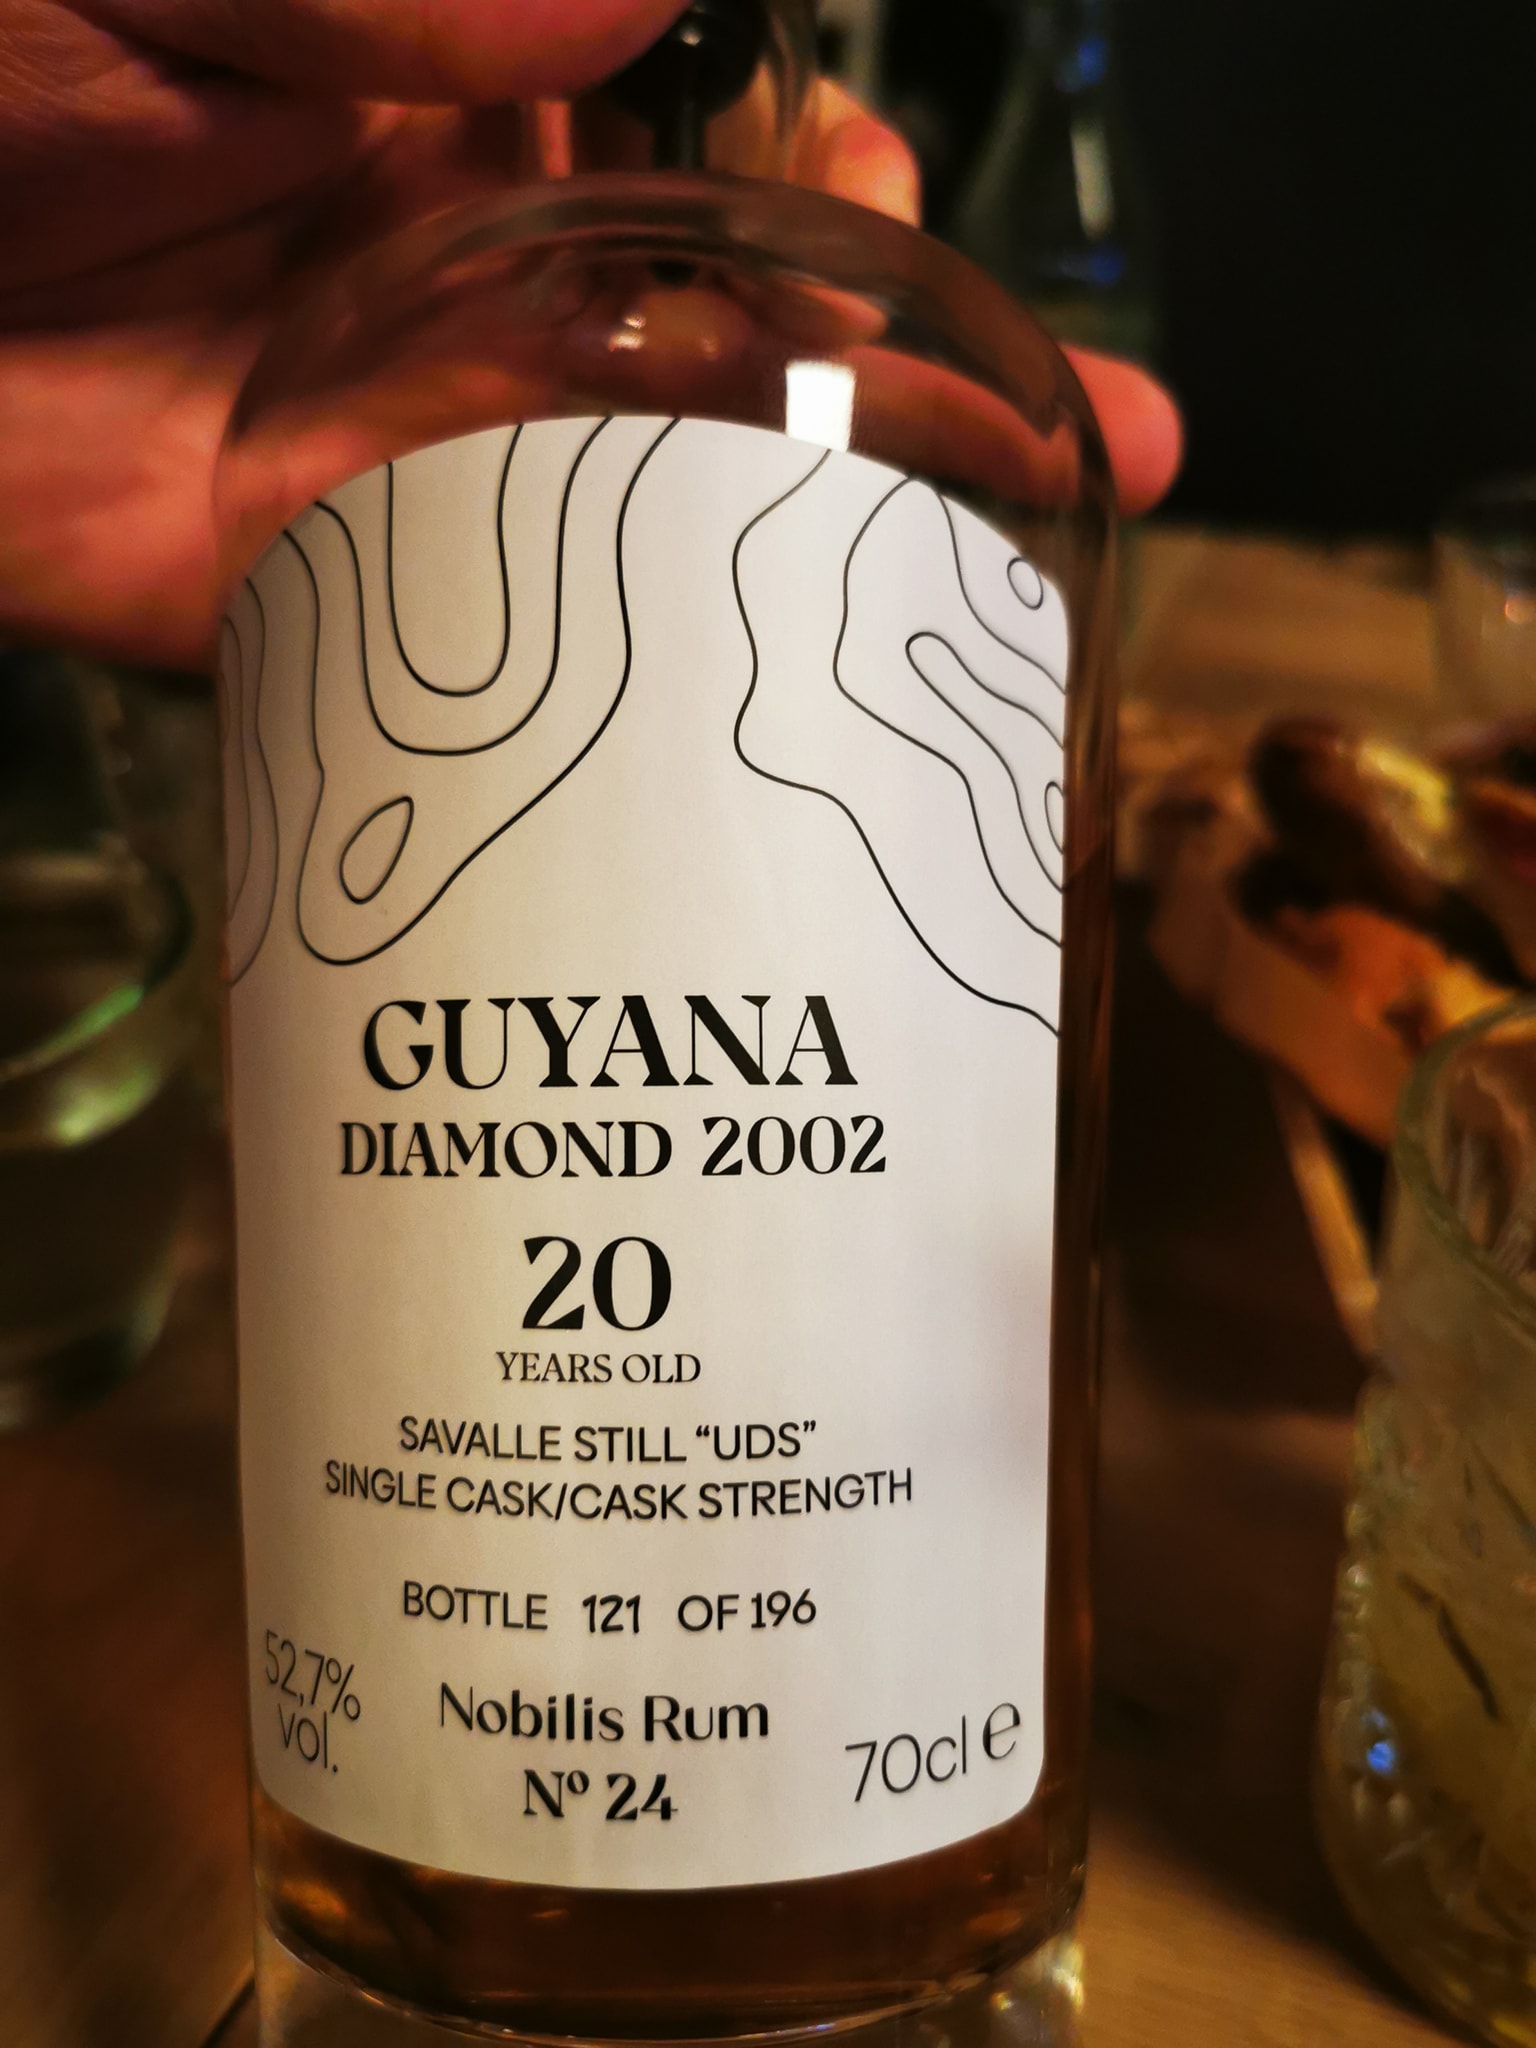 GUYANA
DIAMOND 2002
20
YEARS OLD
SAVALLE STILL “UDS”
SINGLE CASK/CASK STRENGTH
BOTTLE 121 OF 196
52,7%
vol.
Nobilis Rum
Nº 24
70cl e